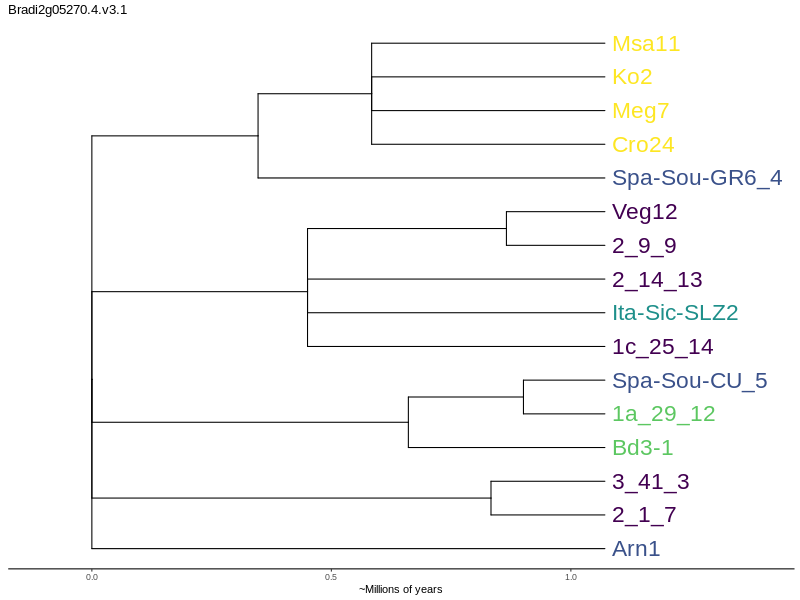 Bradi2g05270.4.v3.1
Msa11
Ko2
Meg7
Cro24
Spa-Sou-GR6_4
Veg12
2_9_9
2_14_13
Ita-Sic-SLZ2
1c_25_14
Spa-Sou-CU_5
1a_29_12
Bd3-1
3_41_3
2_1_7
Arn1
0.0 0.5 1.0
~Millions of years